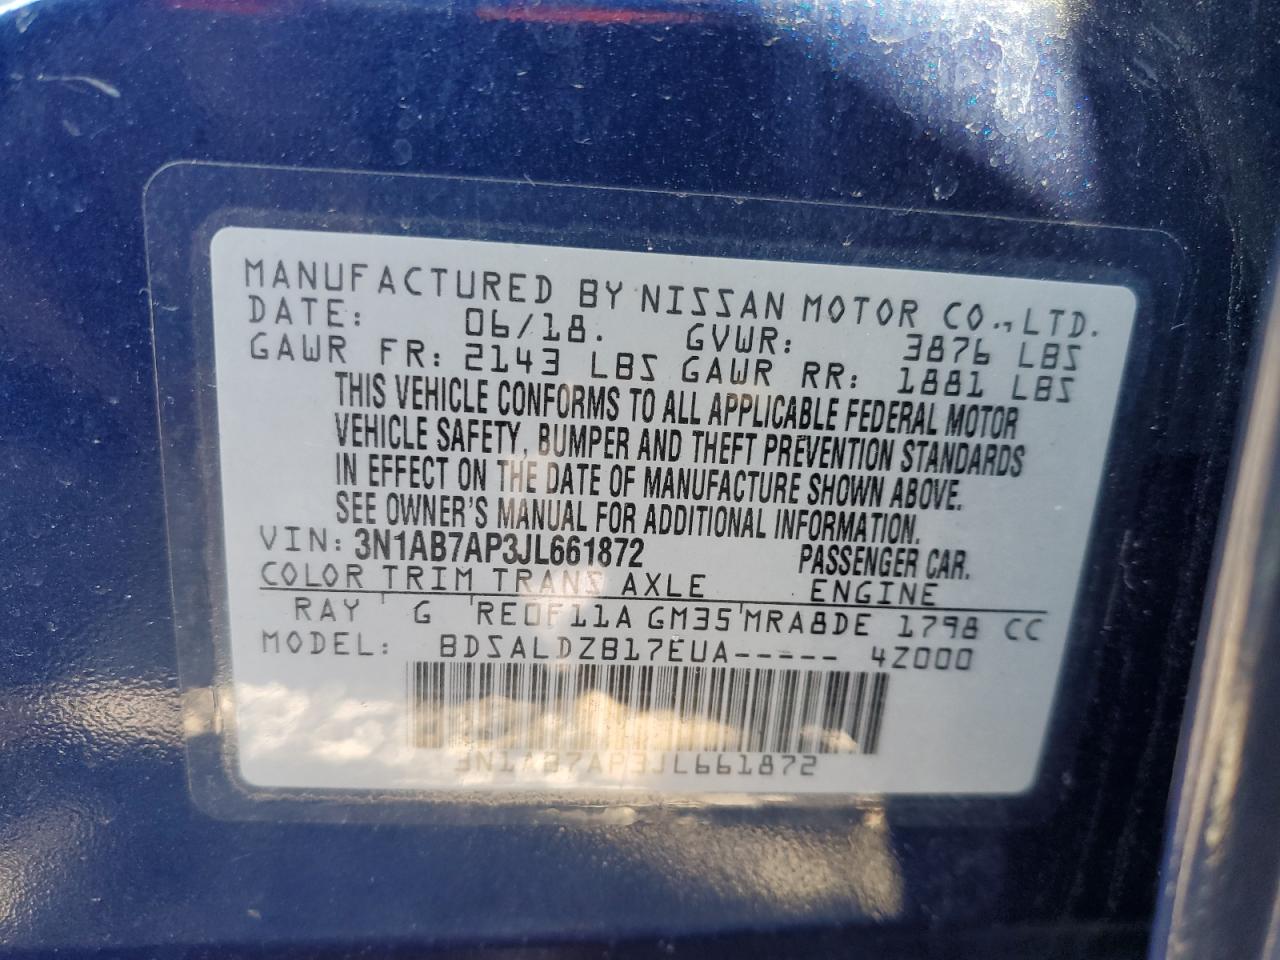 MANUFACTURED BY NISSAN MOTOR CO., LTD.
DATE: 06/18. GVWR: 3876 LBS
GAWR FR: 2143 LBS GAWR RR: 1881 LBS
THIS VEHICLE CONFORMS TO ALL APPLICABLE FEDERAL MOTOR
VEHICLE SAFETY, BUMPER AND THEFT PREVENTION STANDARDS
IN EFFECT ON THE DATE OF MANUFACTURE SHOWN ABOVE.
SEE OWNER'S MANUAL FOR ADDITIONAL INFORMATION.
VIN: 3N1AB7AP3JL661872 PASSENGER CAR.
COLOR TRIM TRANS AXLE ENGINE
RAY G RE0F11A GM35 MRA8DE 1798 CC
MODEL: BDSALDZB17EUA----- 4Z000
3N1AB7AP3JL661872